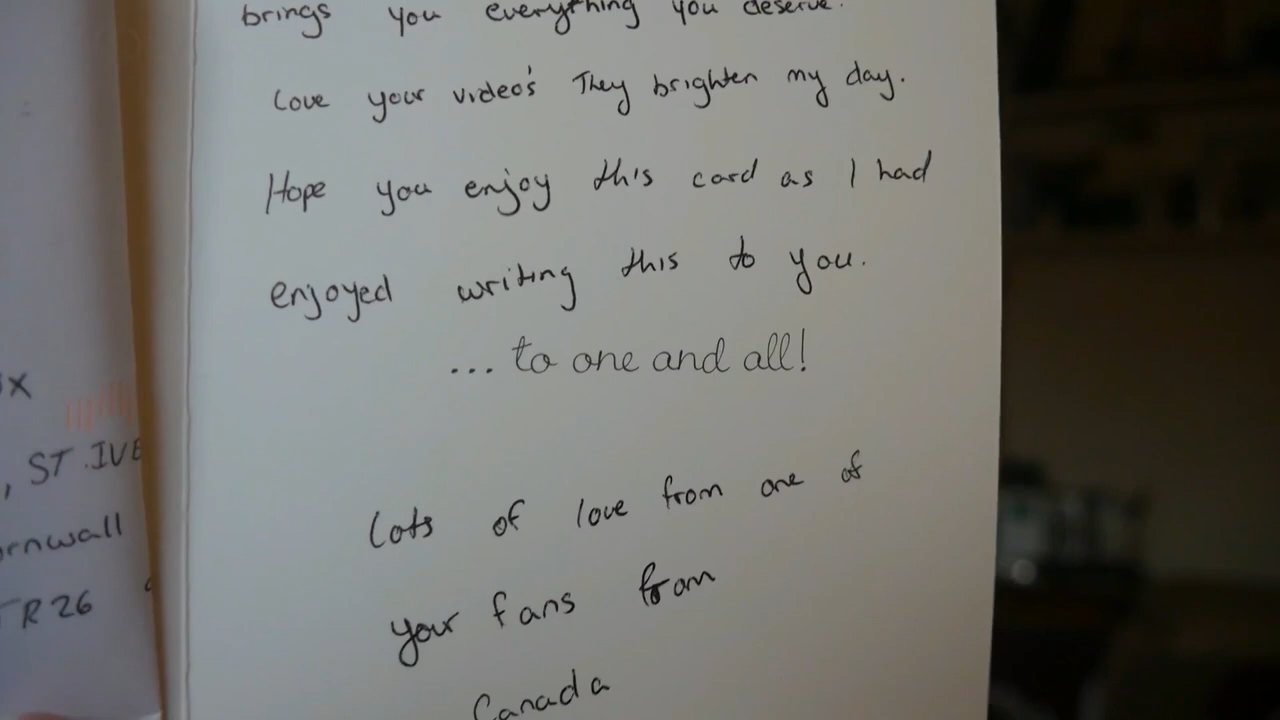 brings you everything you deserve.
Love your video's They brighten my day.
Hope you enjoy this card as I had
enjoyed writing this to you.
... to one and all!
Lots of love from one of
your fans from
Canada
x
, ST.IVE
ornwall
TR26